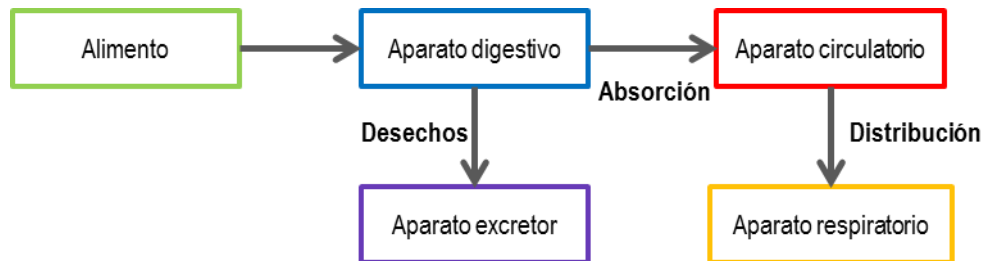 Alimento
Aparato digestivo
Aparato circulatorio
Absorción
Desechos
Distribución
Aparato excretor
Aparato respiratorio